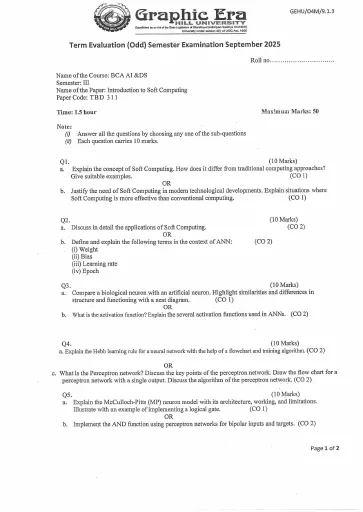 GEHU/04M/9.1.3
Graphic Era
HILL UNIVERSITY
Term Evaluation (Odd) Semester Examination September 2025
Roll no...............................
Name of the Course: BCA AI &DS
Semester: III
Name of the Paper: Introduction to Soft Computing
Paper Code: TBD 311
Time: 1.5 hour Maximum Marks: 50
Note:
(i) Answer all the questions by choosing any one of the sub-questions
(ii) Each question carries 10 marks.
Q1. (10 Marks)
a. Explain the concept of Soft Computing. How does it differ from traditional computing approaches?
Give suitable examples. (CO 1)
OR
b. Justify the need of Soft Computing in modern technological developments. Explain situations where
Soft Computing is more effective than conventional computing. (CO 1)
Q2. (10 Marks)
a. Discuss in detail the applications of Soft Computing. (CO 2)
OR
b. Define and explain the following terms in the context of ANN: (CO 2)
(i) Weight
(ii) Bias
(iii) Learning rate
(iv) Epoch
Q3. (10 Marks)
a. Compare a biological neuron with an artificial neuron. Highlight similarities and differences in
structure and functioning with a neat diagram. (CO 1)
OR
b. What is the activation function? Explain the several activation functions used in ANNs. (CO 2)
Q4. (10 Marks)
a. Explain the Hebb learning rule for a neural network with the help of a flowchart and training algorithm. (CO 2)
OR
c. What is the Perceptron network? Discuss the key points of the perceptron network. Draw the flow chart for a
perceptron network with a single output. Discuss the algorithm of the perceptron network. (CO 2)
Q5. (10 Marks)
a. Explain the McCulloch-Pitts (MP) neuron model with its architecture, working, and limitations.
Illustrate with an example of implementing a logical gate. (CO 1)
OR
b. Implement the AND function using perceptron networks for bipolar inputs and targets. (CO 2)
Page 1 of 2